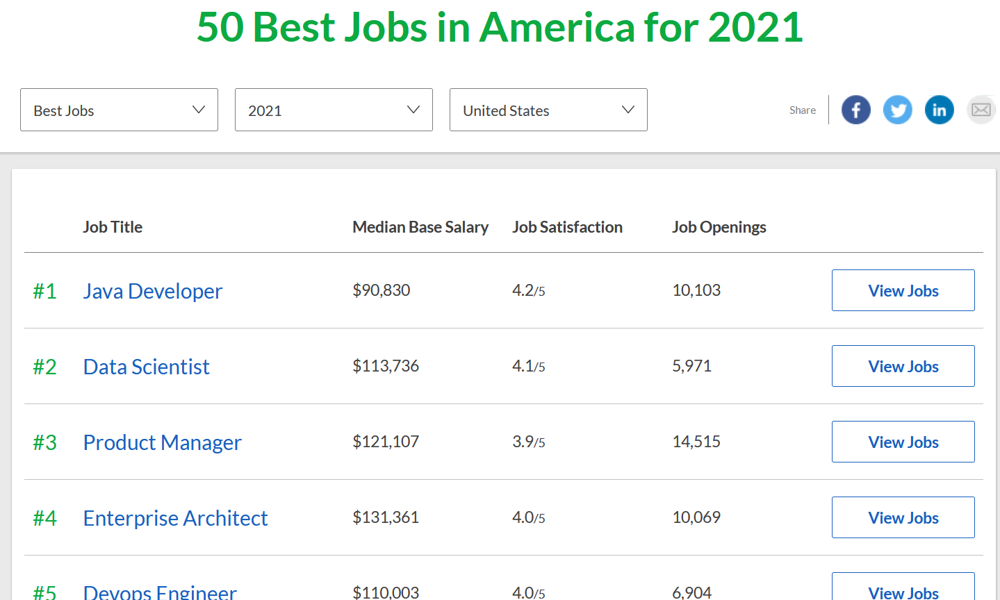 50 Best Jobs in America for 2021
Best Jobs 2021 United States Share
Job Title Median Base Salary Job Satisfaction Job Openings
#1 Java Developer $90,830 4.2/5 10,103 View Jobs
#2 Data Scientist $113,736 4.1/5 5,971 View Jobs
#3 Product Manager $121,107 3.9/5 14,515 View Jobs
#4 Enterprise Architect $131,361 4.0/5 10,069 View Jobs
#5 Devops Engineer $110,003 4.0/5 6,904 View Jobs